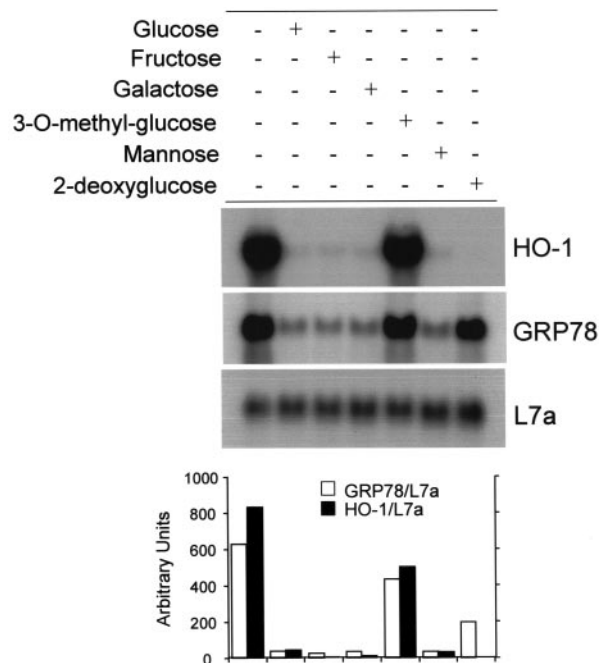 Glucose - + - - - - -
Fructose - - + - - - -
Galactose - - - + - - -
3-O-methyl-glucose - - - - + - -
Mannose - - - - - + -
2-deoxyglucose - - - - - - +
HO-1
GRP78
L7a
1000
800
600
400
200
0
Arbitrary Units
GRP78/L7a
HO-1/L7a